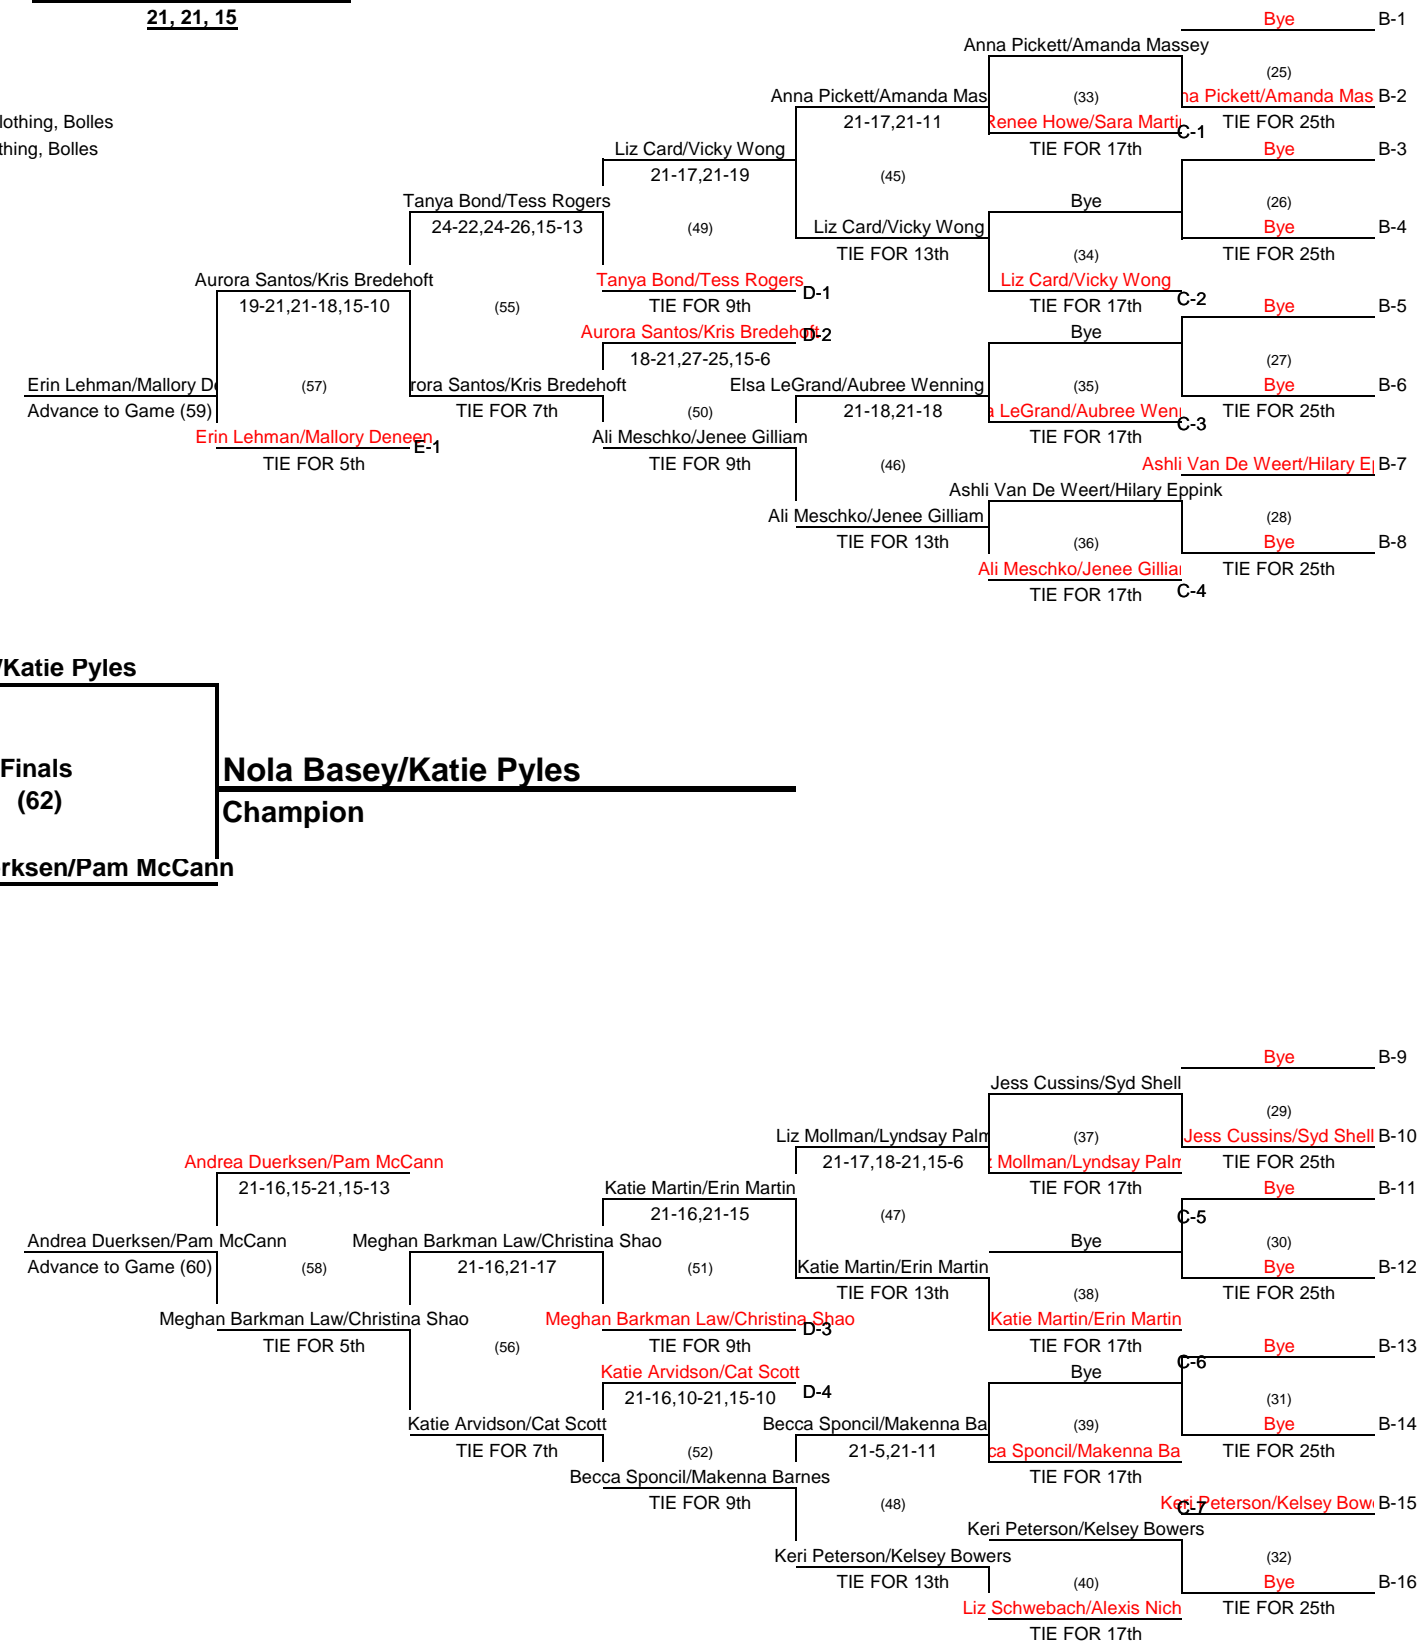 21, 21, 15
Bye B-1
Anna Pickett/Amanda Massey
(25)
Anna Pickett/Amanda Mas (33) na Pickett/Amanda Mas B-2
lothing, Bolles 21-17,21-11 Renee Howe/Sara Marti C-1 TIE FOR 25th
thing, Bolles Liz Card/Vicky Wong TIE FOR 17th Bye B-3
21-17,21-19 (45)
Tanya Bond/Tess Rogers Bye (26)
24-22,24-26,15-13 (49) Liz Card/Vicky Wong Bye B-4
TIE FOR 13th (34) TIE FOR 25th
Aurora Santos/Kris Bredehoft Tanya Bond/Tess Rogers D-1 Liz Card/Vicky Wong
19-21,21-18,15-10 (55) TIE FOR 9th TIE FOR 17th C-2 Bye B-5
Aurora Santos/Kris Bredehoft D-2 Bye
18-21,27-25,15-6 (27)
Erin Lehman/Mallory De (57) rora Santos/Kris Bredehoft Elsa LeGrand/Aubree Wenning (35) Bye B-6
Advance to Game (59) TIE FOR 7th (50) 21-18,21-18 a LeGrand/Aubree Wen C-3 TIE FOR 25th
Erin Lehman/Mallory Deneen E-1 Ali Meschko/Jenee Gilliam TIE FOR 17th
TIE FOR 5th TIE FOR 9th (46) Ashli Van De Weert/Hilary E B-7
Ashli Van De Weert/Hilary Eppink
Ali Meschko/Jenee Gilliam (28)
TIE FOR 13th (36) Bye B-8
Ali Meschko/Jenee Gillia TIE FOR 25th
TIE FOR 17th C-4
/Katie Pyles
Finals Nola Basey/Katie Pyles
(62) Champion
rksen/Pam McCann
Bye B-9
Jess Cussins/Syd Shell
(29)
Liz Mollman/Lyndsay Palm (37) Jess Cussins/Syd Shell B-10
Andrea Duerksen/Pam McCann 21-17,18-21,15-6 Mollman/Lyndsay Palm TIE FOR 25th
21-16,15-21,15-13 Katie Martin/Erin Martin TIE FOR 17th Bye B-11
21-16,21-15 (47) C-5
Andrea Duerksen/Pam McCann Meghan Barkman Law/Christina Shao Bye (30)
Advance to Game (60) (58) 21-16,21-17 (51) Katie Martin/Erin Martin Bye B-12
TIE FOR 13th (38) TIE FOR 25th
Meghan Barkman Law/Christina Shao Meghan Barkman Law/Christina Shao D-3 Katie Martin/Erin Martin
TIE FOR 5th (56) TIE FOR 9th TIE FOR 17th Bye B-13
Katie Arvidson/Cat Scott Bye C-6
21-16,10-21,15-10 D-4 (31)
Katie Arvidson/Cat Scott Becca Sponcil/Makenna Ba (39) Bye B-14
TIE FOR 7th (52) 21-5,21-11 ca Sponcil/Makenna Ba TIE FOR 25th
Becca Sponcil/Makenna Barnes TIE FOR 17th
TIE FOR 9th (48) C-7 Keri Peterson/Kelsey Bow B-15
Keri Peterson/Kelsey Bowers
Keri Peterson/Kelsey Bowers (32)
TIE FOR 13th (40) Bye B-16
Liz Schwebach/Alexis Nich TIE FOR 25th
TIE FOR 17th